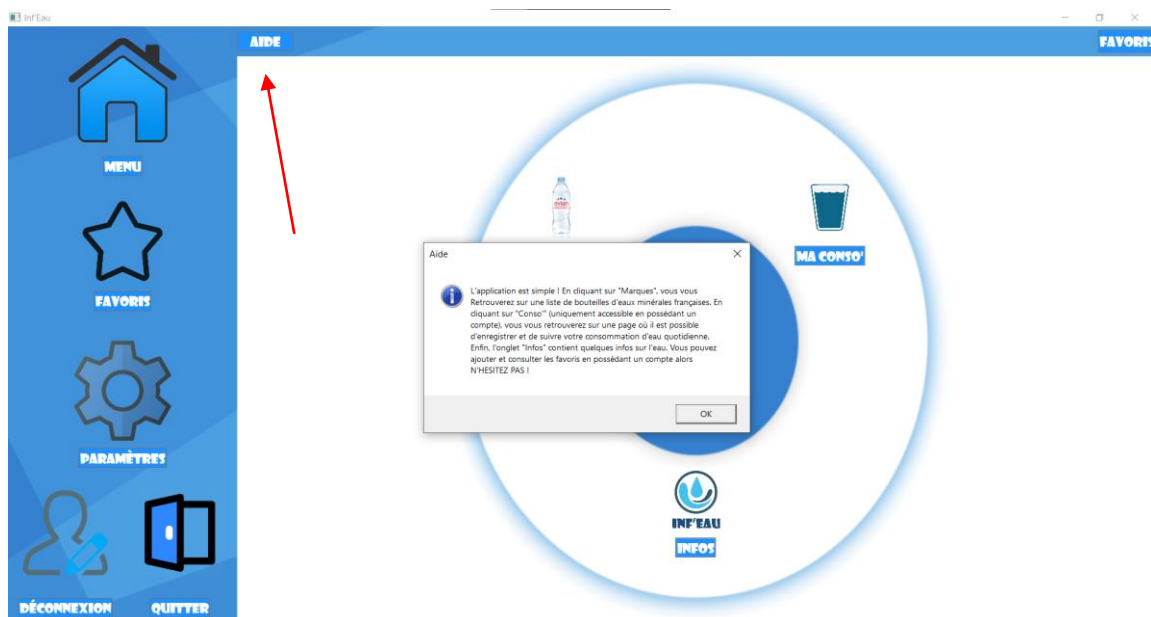 Inf'Eau
AIDE
FAVORIS
MENU
FAVORIS
PARAMÈTRES
DÉCONNEXION
QUITTER
evian
MA CONSO'
Aide
L'application est simple ! En cliquant sur "Marques", vous vous
Retrouverez sur une liste de bouteilles d'eaux minérales françaises. En
cliquant sur "Conso'" (uniquement accessible en possédant un
compte), vous vous retrouverez sur une page où il est possible
d'enregistrer et de suivre votre consommation d'eau quotidienne.
Enfin, l'onglet "Infos" contient quelques infos sur l'eau. Vous pouvez
ajouter et consulter les favoris en possédant un compte alors
N'HESITEZ PAS !
OK
INF'EAU
INFOS